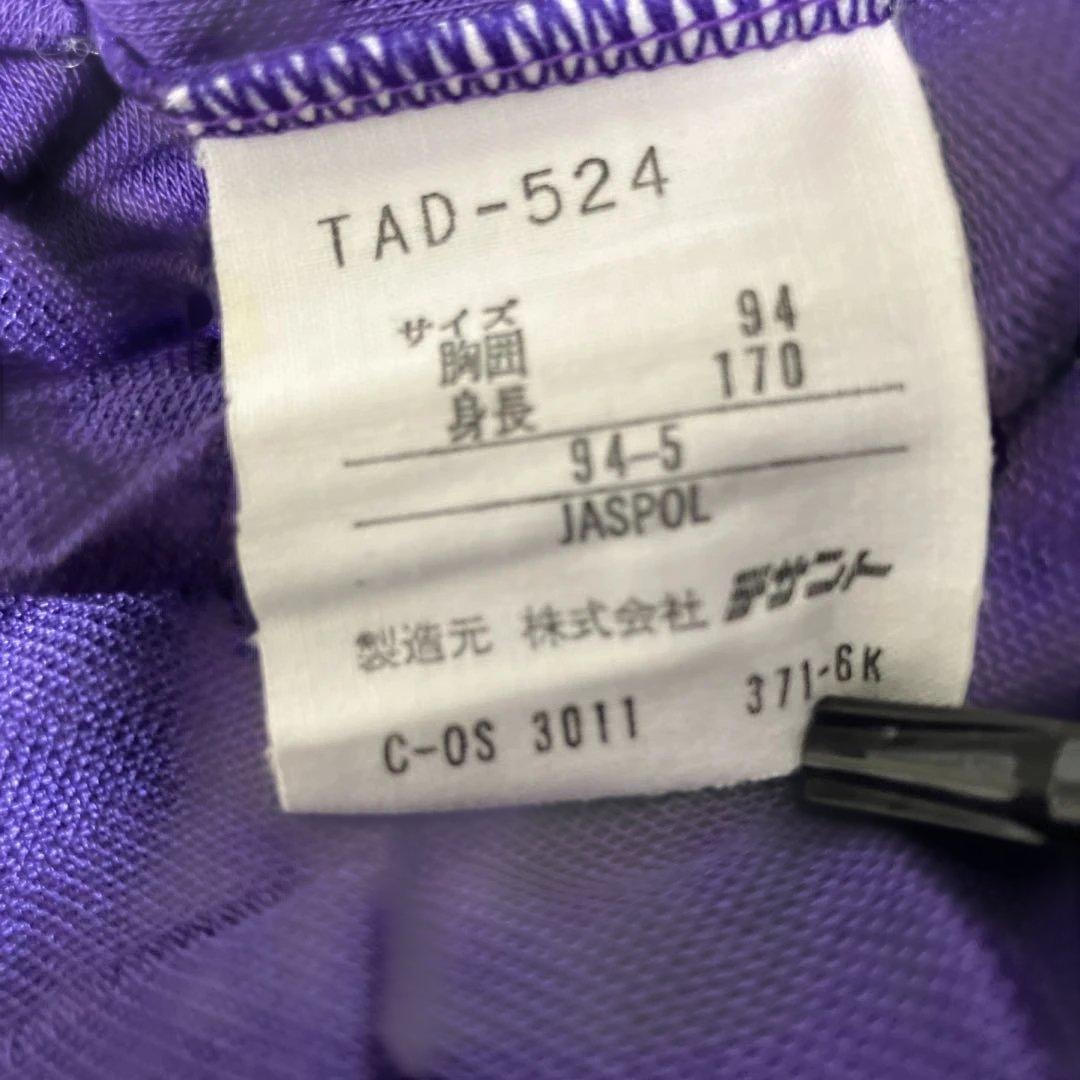 TAD-524
サイズ
胸囲 94
身長 170
94-5
JASPOL
製造元 株式会社 デサント
C-OS 3011 371-6K